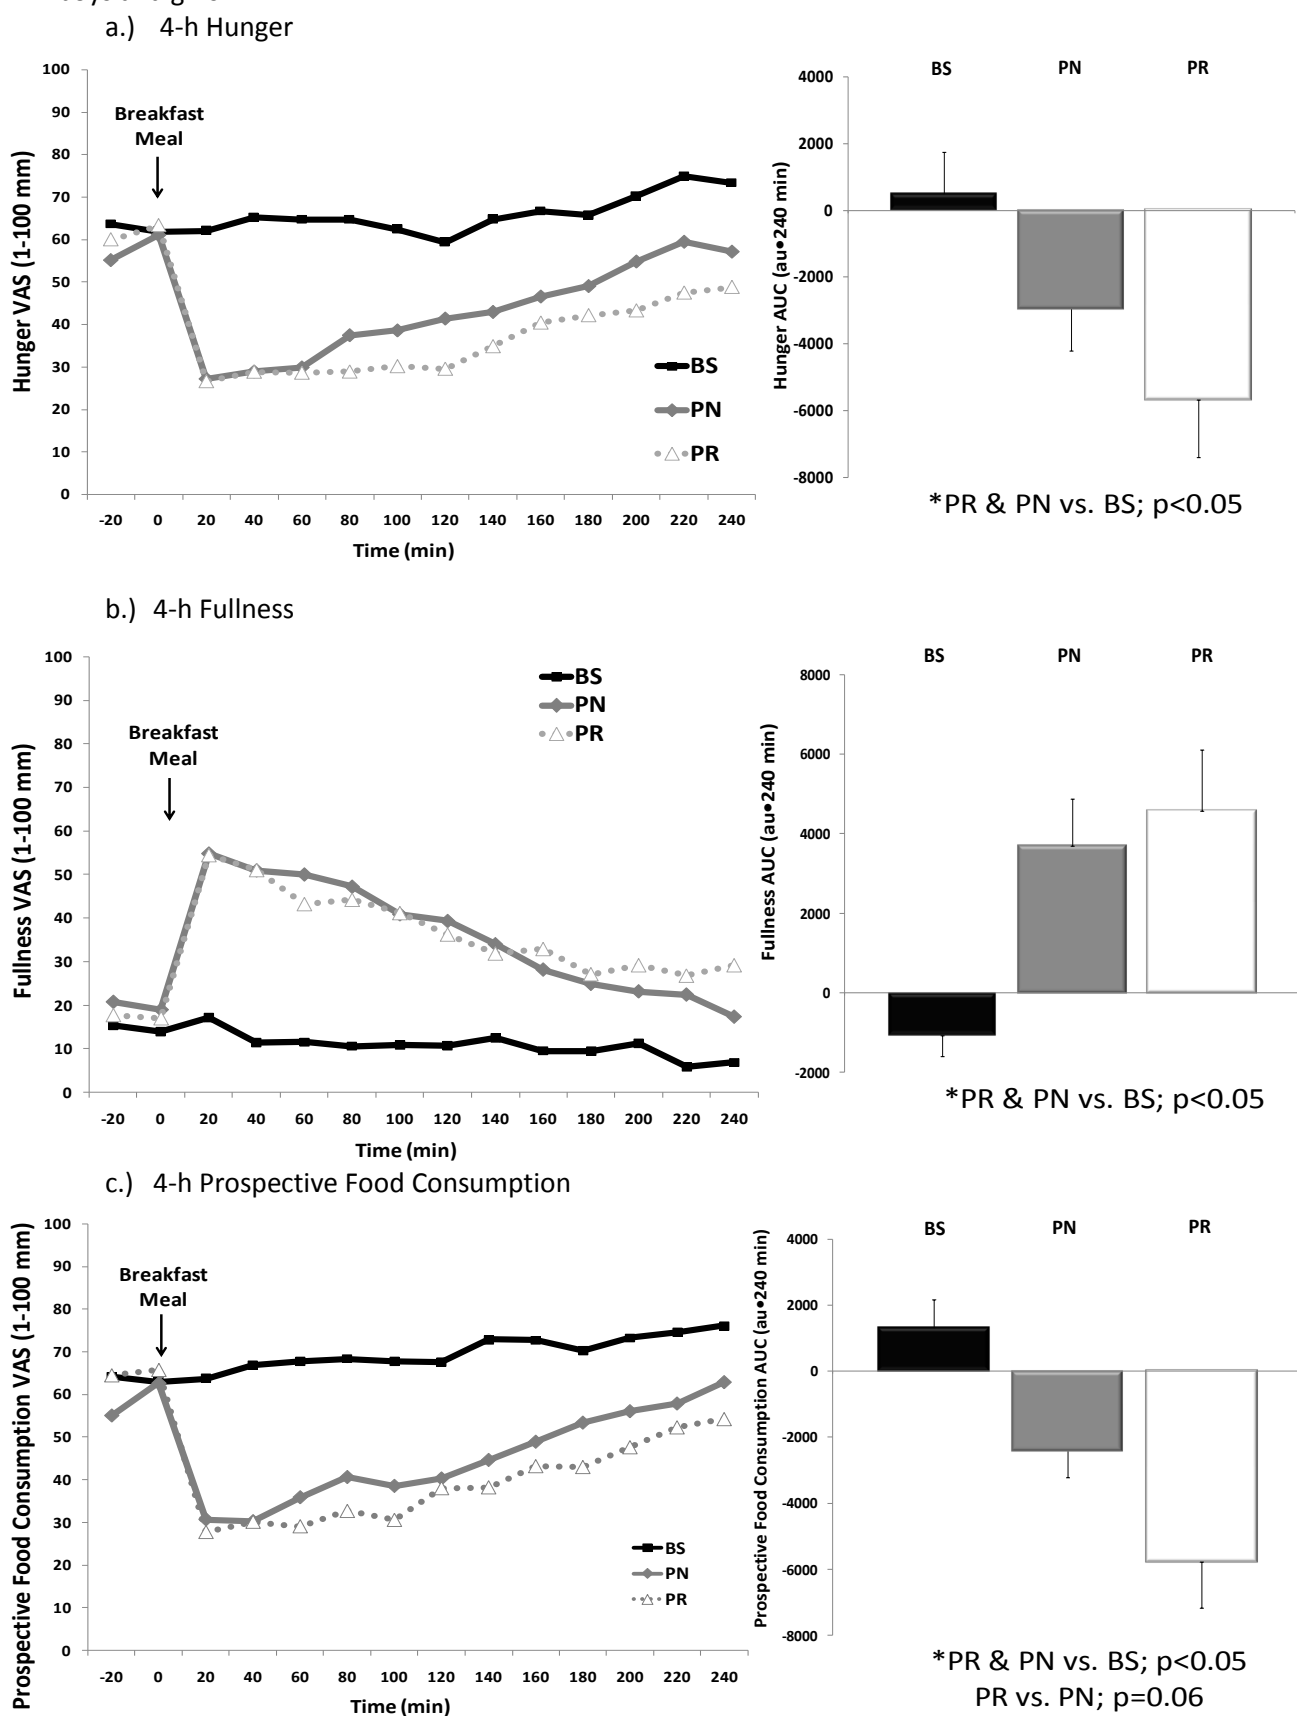 a.) 4-h Hunger
Hunger VAS (1-100 mm)
100
90
80
70
60
50
40
30
20
10
0
Breakfast
Meal
BS
PN
PR
-20 0 20 40 60 80 100 120 140 160 180 200 220 240
Time (min)
Hunger AUC (au•240 min)
BS PN PR
4000
2000
0
-2000
-4000
-6000
-8000
*PR & PN vs. BS; p<0.05
b.) 4-h Fullness
Fullness VAS (1-100 mm)
100
90
80
70
60
50
40
30
20
10
0
Breakfast
Meal
BS
PN
PR
-20 0 20 40 60 80 100 120 140 160 180 200 220 240
Time (min)
Fullness AUC (au•240 min)
BS PN PR
8000
6000
4000
2000
0
-2000
*PR & PN vs. BS; p<0.05
c.) 4-h Prospective Food Consumption
Prospective Food Consumption VAS (1-100 mm)
100
90
80
70
60
50
40
30
20
10
0
Breakfast
Meal
BS
PN
PR
-20 0 20 40 60 80 100 120 140 160 180 200 220 240
Time (min)
Prospective Food Consumption AUC (au•240 min)
BS PN PR
4000
2000
0
-2000
-4000
-6000
-8000
*PR & PN vs. BS; p<0.05
PR vs. PN; p=0.06